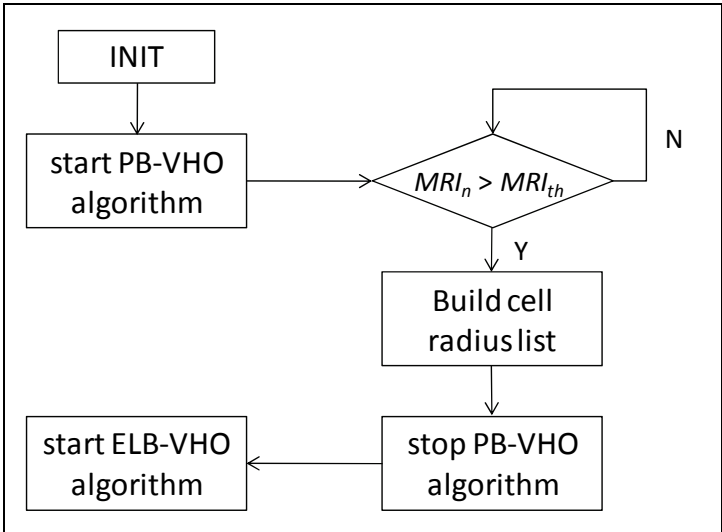 INIT
start PB-VHO
algorithm
MRIn > MRIth
N
Y
Build cell
radius list
stop PB-VHO
algorithm
start ELB-VHO
algorithm